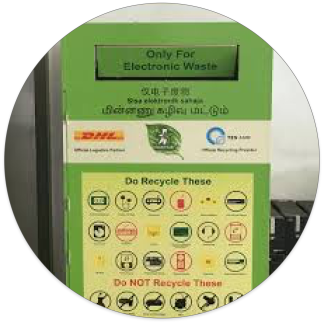 Only For
Electronic Waste
仅电子废物
Sisa elektronik sahaja
மின்னணு கழிவு மட்டும்
DHL
Official Logistics Partner
TES
Official Recycling Provider
Do Recycle These
Do NOT Recycle These